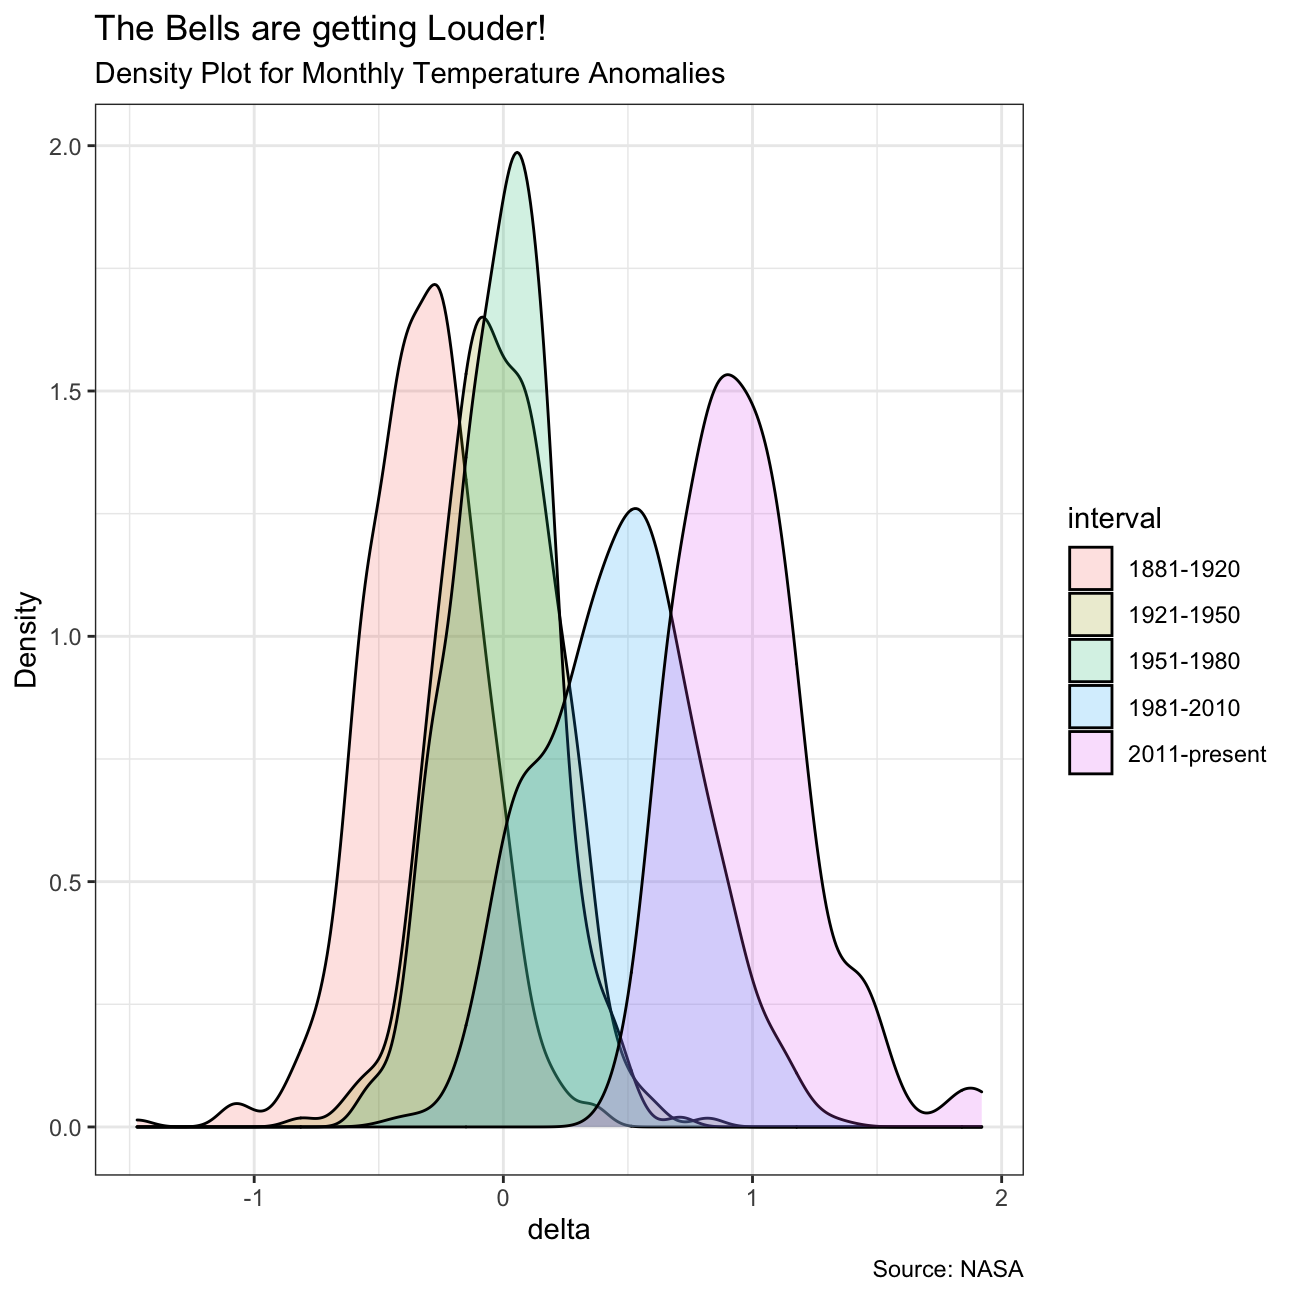 The Bells are getting Louder!
Density Plot for Monthly Temperature Anomalies
2.0
1.5
1.0
0.5
0.0
Density
-1 0 1 2
delta
interval
1881-1920
1921-1950
1951-1980
1981-2010
2011-present
Source: NASA